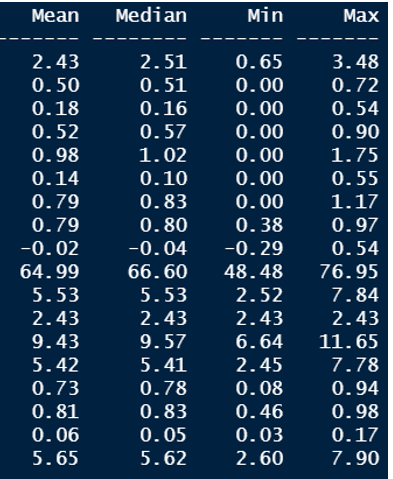 Mean Median Min Max
------- -------- ------- -------
2.43 2.51 0.65 3.48
0.50 0.51 0.00 0.72
0.18 0.16 0.00 0.54
0.52 0.57 0.00 0.90
0.98 1.02 0.00 1.75
0.14 0.10 0.00 0.55
0.79 0.83 0.00 1.17
0.79 0.80 0.38 0.97
-0.02 -0.04 -0.29 0.54
64.99 66.60 48.48 76.95
5.53 5.53 2.52 7.84
2.43 2.43 2.43 2.43
9.43 9.57 6.64 11.65
5.42 5.41 2.45 7.78
0.73 0.78 0.08 0.94
0.81 0.83 0.46 0.98
0.06 0.05 0.03 0.17
5.65 5.62 2.60 7.90